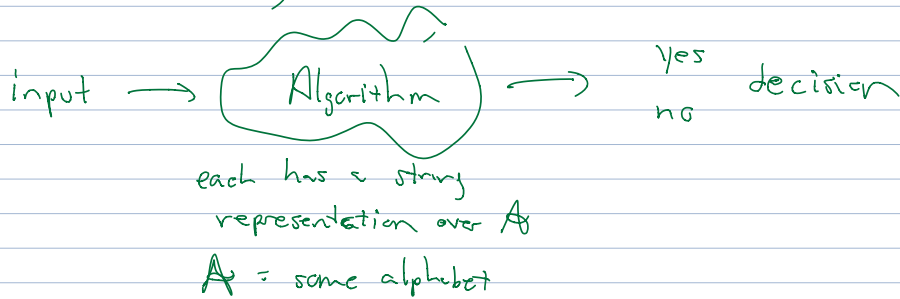 input → Algorithm → yes decision
no
each has a string
representation over A
A = some alphabet